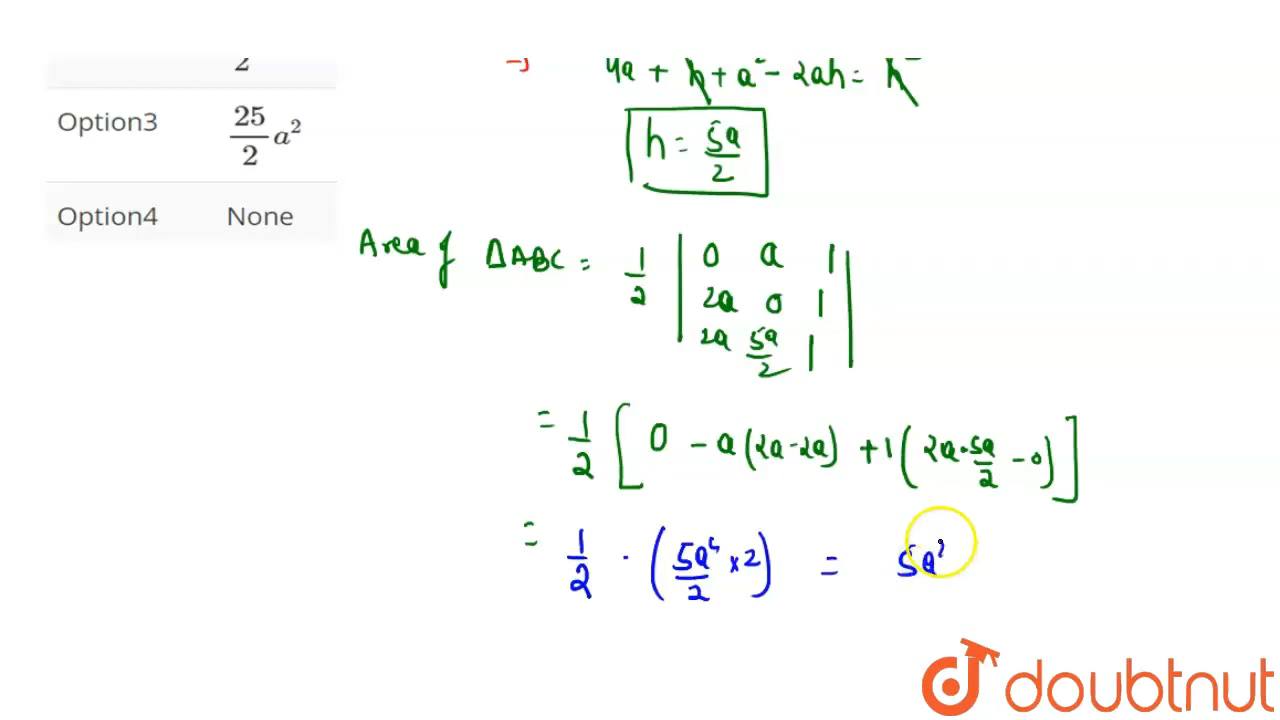 2
Option3 25/2 a²
Option4 None
4a + h + a² - 2ah = h²
h = 5a/2
Area of ΔABC = 1/2 | 0 a 1 |
| 2a 0 1 |
| 2a 5a/2 1 |
= 1/2 [ 0 - a(2a-2a) + 1(2a·5a/2 - 0) ]
= 1/2 · (5a²/2 × 2) = 5a²
doubtnut